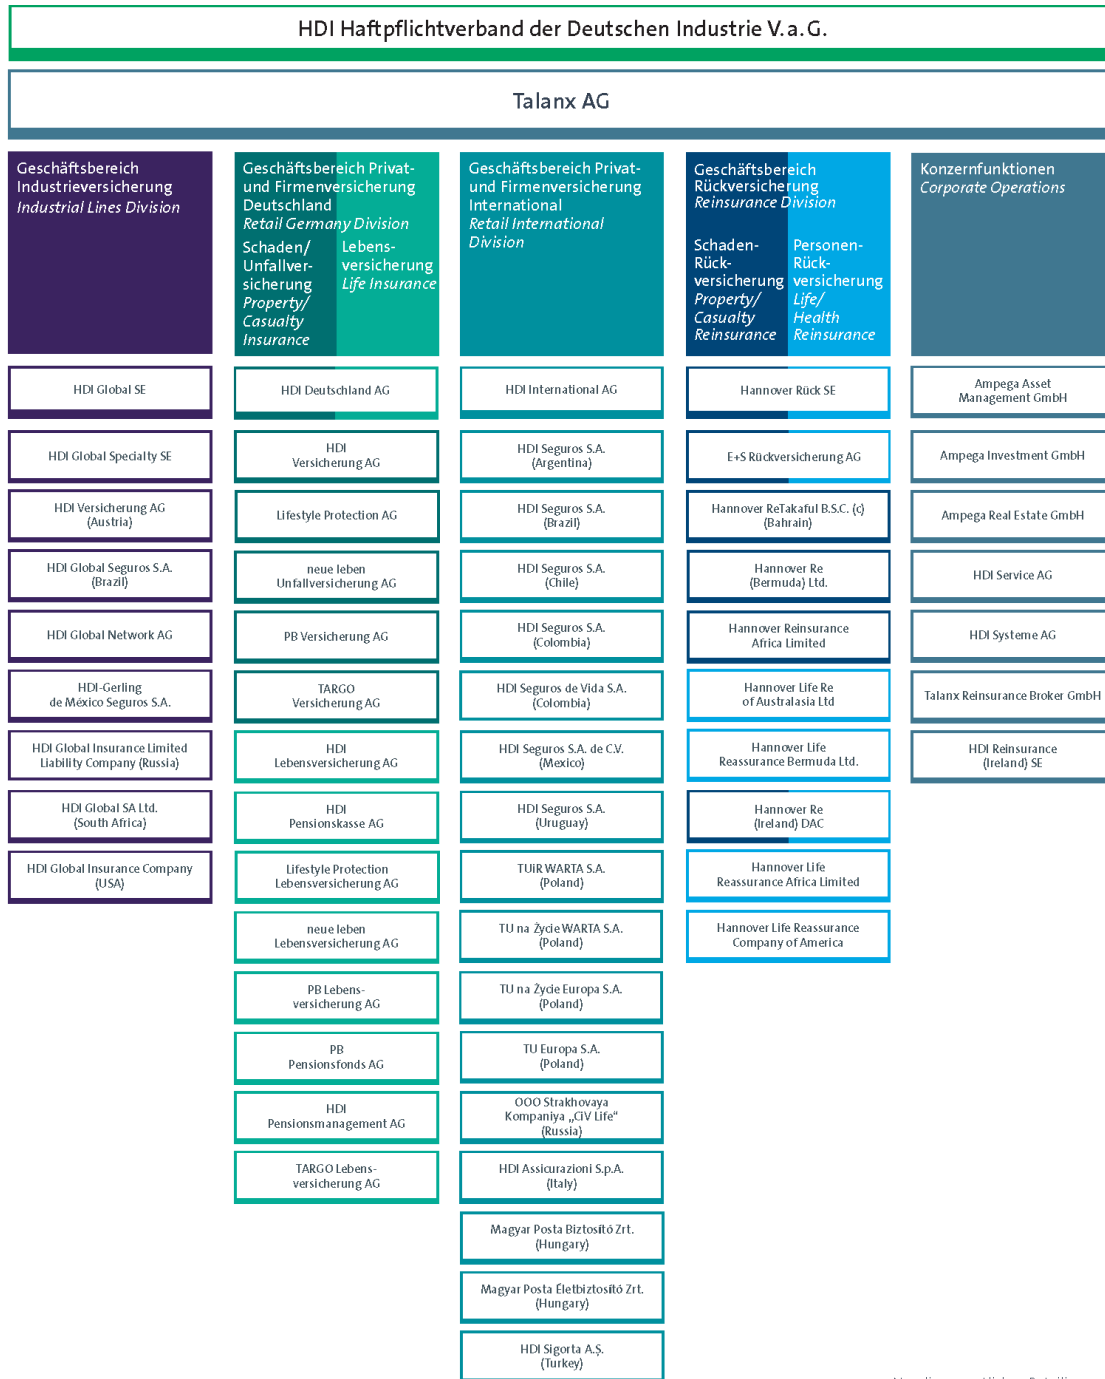 HDI Haftpflichtverband der Deutschen Industrie V.a.G.
Talanx AG
Geschäftsbereich
Industrieversicherung
Industrial Lines Division
HDI Global SE
HDI Global Specialty SE
HDI Versicherung AG
(Austria)
HDI Global Seguros S.A.
(Brazil)
HDI Global Network AG
HDI-Gerling
de México Seguros S.A.
HDI Global Insurance Limited
Liability Company (Russia)
HDI Global SA Ltd.
(South Africa)
HDI Global Insurance Company
(USA)
Geschäftsbereich Privat-
und Firmenversicherung
Deutschland
Retail Germany Division
Schaden/
Unfallver-
sicherung
Property/
Casualty
Insurance
Lebens-
versicherung
Life Insurance
HDI Deutschland AG
HDI
Versicherung AG
Lifestyle Protection AG
neue leben
Unfallversicherung AG
PB Versicherung AG
TARGO
Versicherung AG
HDI
Lebensversicherung AG
HDI
Pensionskasse AG
Lifestyle Protection
Lebensversicherung AG
neue leben
Lebensversicherung AG
PB Lebens-
versicherung AG
PB
Pensionsfonds AG
HDI
Pensionsmanagement AG
TARGO Lebens-
versicherung AG
Geschäftsbereich Privat-
und Firmenversicherung
International
Retail International
Division
HDI International AG
HDI Seguros S.A.
(Argentina)
HDI Seguros S.A.
(Brazil)
HDI Seguros S.A.
(Chile)
HDI Seguros S.A.
(Colombia)
HDI Seguros de Vida S.A.
(Colombia)
HDI Seguros S.A. de C.V.
(Mexico)
HDI Seguros S.A.
(Uruguay)
TUiR WARTA S.A.
(Poland)
TU na Życie WARTA S.A.
(Poland)
TU na Życie Europa S.A.
(Poland)
TU Europa S.A.
(Poland)
OOO Strakhovaya
Kompaniya „CiV Life“
(Russia)
HDI Assicurazioni S.p.A.
(Italy)
Magyar Posta Biztosító Zrt.
(Hungary)
Magyar Posta Életbiztosító Zrt.
(Hungary)
HDI Sigorta A.Ş.
(Turkey)
Geschäftsbereich
Rückversicherung
Reinsurance Division
Schaden-
Rück-
versicherung
Property/
Casualty
Reinsurance
Personen-
Rück-
versicherung
Life/
Health
Reinsurance
Hannover Rück SE
E+S Rückversicherung AG
Hannover ReTakaful B.S.C. (c)
(Bahrain)
Hannover Re
(Bermuda) Ltd.
Hannover Reinsurance
Africa Limited
Hannover Life Re
of Australasia Ltd
Hannover Life
Reassurance Bermuda Ltd.
Hannover Re
(Ireland) DAC
Hannover Life
Reassurance Africa Limited
Hannover Life Reassurance
Company of America
Konzernfunktionen
Corporate Operations
Ampega Asset
Management GmbH
Ampega Investment GmbH
Ampega Real Estate GmbH
HDI Service AG
HDI Systeme AG
Talanx Reinsurance Broker GmbH
HDI Reinsurance
(Ireland) SE